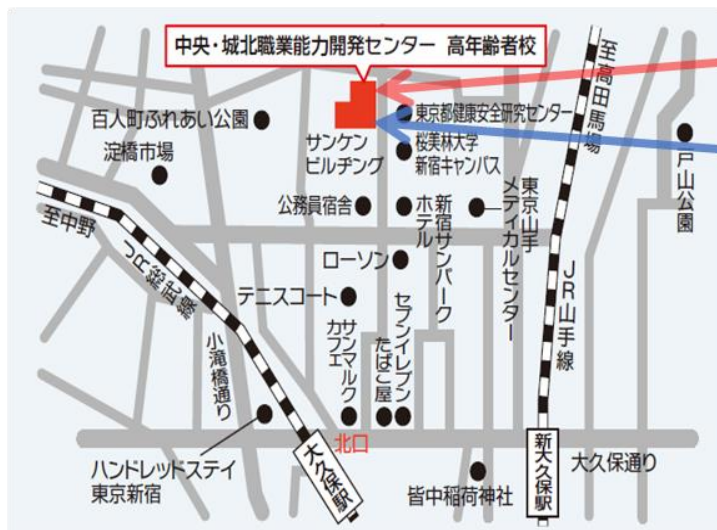 中央・城北職業能力開発センター 高年齢者校
至高田馬場
百人町ふれあい公園
東京都健康安全研究センター
淀橋市場
サンケン
ビルヂング
桜美林大学
新宿キャンパス
戸山公園
至中野
公務員宿舎
新宿サンパーク
ホテル
東京山手
メディカルセンター
JR総武線
ローソン
JR山手線
テニスコート
小滝橋通り
サンマルク
カフェ
たばこ屋
セブンイレブン
北口
大久保駅
新大久保駅
大久保通り
ハンドレッドステイ
東京新宿
皆中稲荷神社